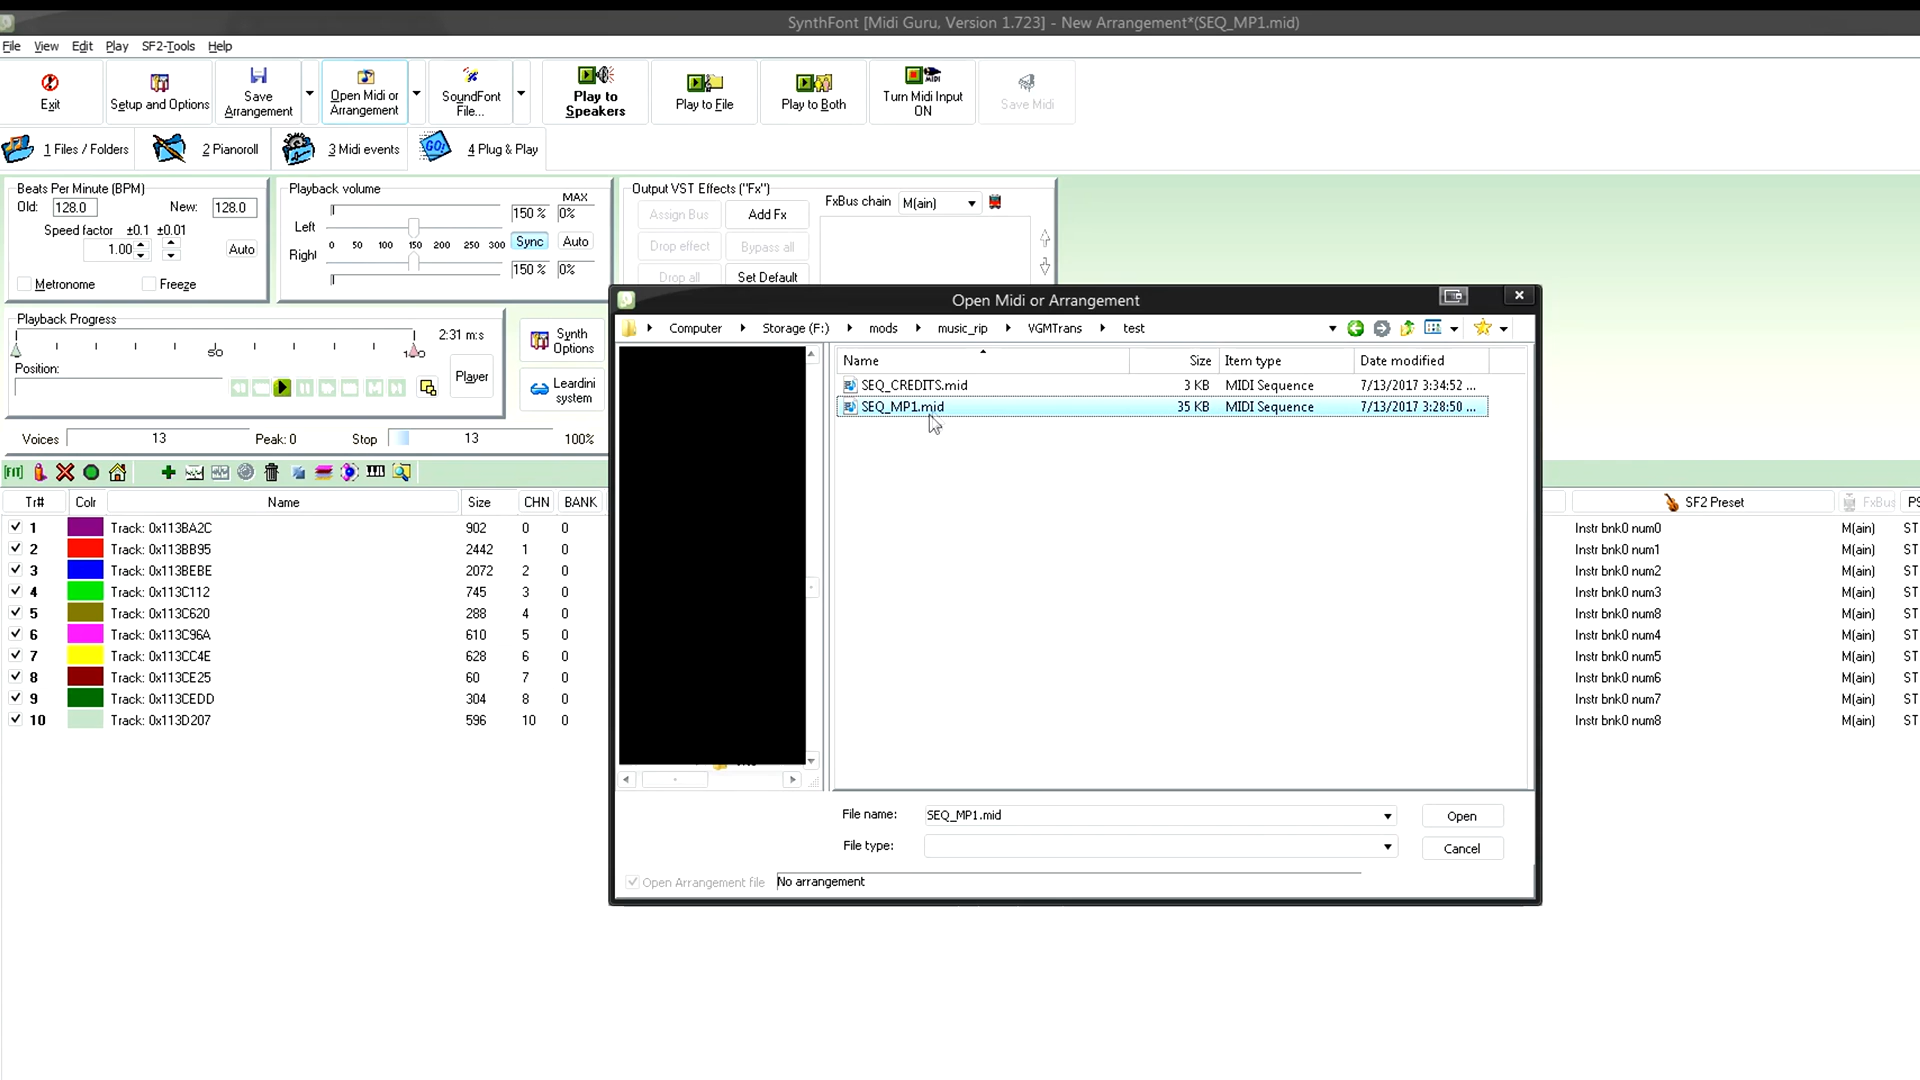 SynthFont [Midi Guru, Version 1.723] - New Arrangement*(SEQ_MP1.mid)
File View Edit Play SF2-Tools Help
Exit
Setup and Options
Save Arrangement
Open Midi or Arrangement
SoundFont File...
Play to Speakers
Play to File
Play to Both
Turn Midi Input ON
Save Midi
1 Files / Folders
2 Pianoroll
3 Midi events
GO!
4 Plug & Play
Beats Per Minute (BPM)
Old: 128.0 New: 128.0
Speed factor ±0.1 ±0.01
1.00 Auto
Metronome Freeze
Playback volume
MAX
150 % 0%
Left
0 50 100 150 200 250 300 Sync Auto
Right
150 % 0%
Output VST Effects ("Fx")
Assign Bus Add Fx
Drop effect Bypass all
Drop all Set Default
FxBus chain M(ain)
Playback Progress
2:31 m:s
50
Position:
Player
Synth Options
Leardini system
Voices 13 Peak: 0 Stop 13 100%
[FIT]
Tr# Colr Name Size CHN BANK SF2 Preset FxBus
1 Track: 0x113BA2C 902 0 0 Instr bnk0 num0 M(ain) ST
2 Track: 0x113BB95 2442 1 0 Instr bnk0 num1 M(ain) ST
3 Track: 0x113BEBE 2072 2 0 Instr bnk0 num2 M(ain) ST
4 Track: 0x113C112 745 3 0 Instr bnk0 num3 M(ain) ST
5 Track: 0x113C620 288 4 0 Instr bnk0 num8 M(ain) ST
6 Track: 0x113C96A 610 5 0 Instr bnk0 num4 M(ain) ST
7 Track: 0x113CC4E 628 6 0 Instr bnk0 num5 M(ain) ST
8 Track: 0x113CE25 60 7 0 Instr bnk0 num6 M(ain) ST
9 Track: 0x113CEDD 304 8 0 Instr bnk0 num7 M(ain) ST
10 Track: 0x113D207 596 10 0 Instr bnk0 num8 M(ain) ST
Open Midi or Arrangement
Computer Storage (F:) mods music_rip VGMTrans test
Name Size Item type Date modified
SEQ_CREDITS.mid 3 KB MIDI Sequence 7/13/2017 3:34:52 ...
SEQ_MP1.mid 35 KB MIDI Sequence 7/13/2017 3:28:50 ...
File name: SEQ_MP1.mid Open
File type: Cancel
Open Arrangement file No arrangement